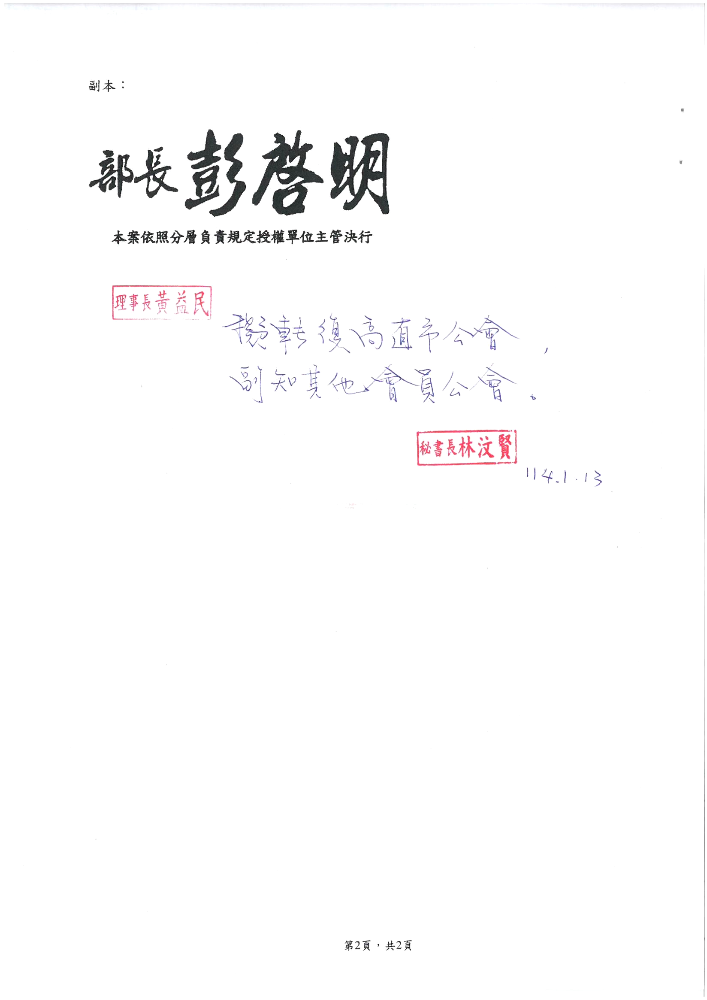 副本：
部長彭啓明
本案依照分層負責規定授權單位主管決行
理事長黃益民
擬轉復高直市公會，
副知其他會員公會。
秘書長林汶賢
114.1.13
第2頁，共2頁